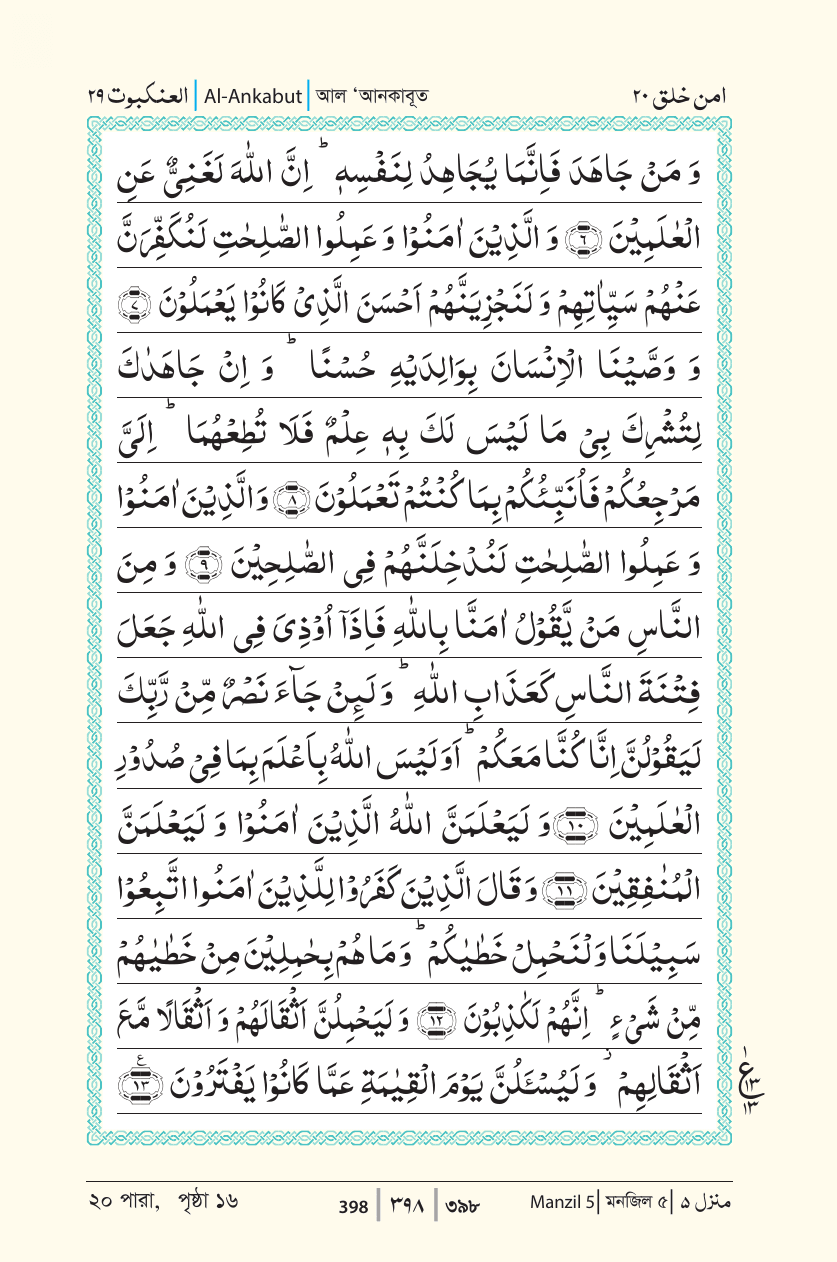 العنكبوت ٢٩ | Al-Ankabut | আল ‘আনকাবূত امن خلق ٢٠
وَ مَنْ جَاهَدَ فَاِنَّمَا يُجَاهِدُ لِنَفْسِهٖ ؕ اِنَّ اللّٰهَ لَغَنِیٌّ عَنِ
الْعٰلَمِيْنَ ﴿٦﴾ وَ الَّذِيْنَ اٰمَنُوْا وَ عَمِلُوا الصّٰلِحٰتِ لَنُكَفِّرَنَّ
عَنْهُمْ سَيِّاٰتِهِمْ وَ لَنَجْزِيَنَّهُمْ اَحْسَنَ الَّذِیْ كَانُوْا يَعْمَلُوْنَ ﴿٧﴾
وَ وَصَّيْنَا الْاِنْسَانَ بِوَالِدَيْهِ حُسْنًا ؕ وَ اِنْ جَاهَدٰكَ
لِتُشْرِكَ بِیْ مَا لَيْسَ لَكَ بِهٖ عِلْمٌ فَلَا تُطِعْهُمَا ؕ اِلَیَّ
مَرْجِعُكُمْ فَاُنَبِّئُكُمْ بِمَا كُنْتُمْ تَعْمَلُوْنَ ﴿٨﴾ وَ الَّذِيْنَ اٰمَنُوْا
وَ عَمِلُوا الصّٰلِحٰتِ لَنُدْخِلَنَّهُمْ فِی الصّٰلِحِيْنَ ﴿٩﴾ وَ مِنَ
النَّاسِ مَنْ يَّقُوْلُ اٰمَنَّا بِاللّٰهِ فَاِذَاۤ اُوْذِیَ فِی اللّٰهِ جَعَلَ
فِتْنَةَ النَّاسِ كَعَذَابِ اللّٰهِ ؕ وَ لَىِٕنْ جَآءَ نَصْرٌ مِّنْ رَّبِّكَ
لَيَقُوْلُنَّ اِنَّا كُنَّا مَعَكُمْ ؕ اَوَ لَيْسَ اللّٰهُ بِاَعْلَمَ بِمَا فِیْ صُدُوْرِ
الْعٰلَمِيْنَ ﴿١٠﴾ وَ لَيَعْلَمَنَّ اللّٰهُ الَّذِيْنَ اٰمَنُوْا وَ لَيَعْلَمَنَّ
الْمُنٰفِقِيْنَ ﴿١١﴾ وَ قَالَ الَّذِيْنَ كَفَرُوْا لِلَّذِيْنَ اٰمَنُوا اتَّبِعُوْا
سَبِيْلَنَا وَ لْنَحْمِلْ خَطٰيٰكُمْ ؕ وَ مَا هُمْ بِحٰمِلِيْنَ مِنْ خَطٰيٰهُمْ
مِّنْ شَیْءٍ ؕ اِنَّهُمْ لَكٰذِبُوْنَ ﴿١٢﴾ وَ لَيَحْمِلُنَّ اَثْقَالَهُمْ وَ اَثْقَالًا مَّعَ
اَثْقَالِهِمْ ؗ وَ لَيُسْـَٔلُنَّ يَوْمَ الْقِيٰمَةِ عَمَّا كَانُوْا يَفْتَرُوْنَ ﴿١٣﴾ ع
١ ع ١٣ ١٣
২০ পারা, পৃষ্ঠা ১৬ 398 | ٣٩٨ | ৩৯৮ Manzil 5 | মনজিল ৫ | منزل ٥